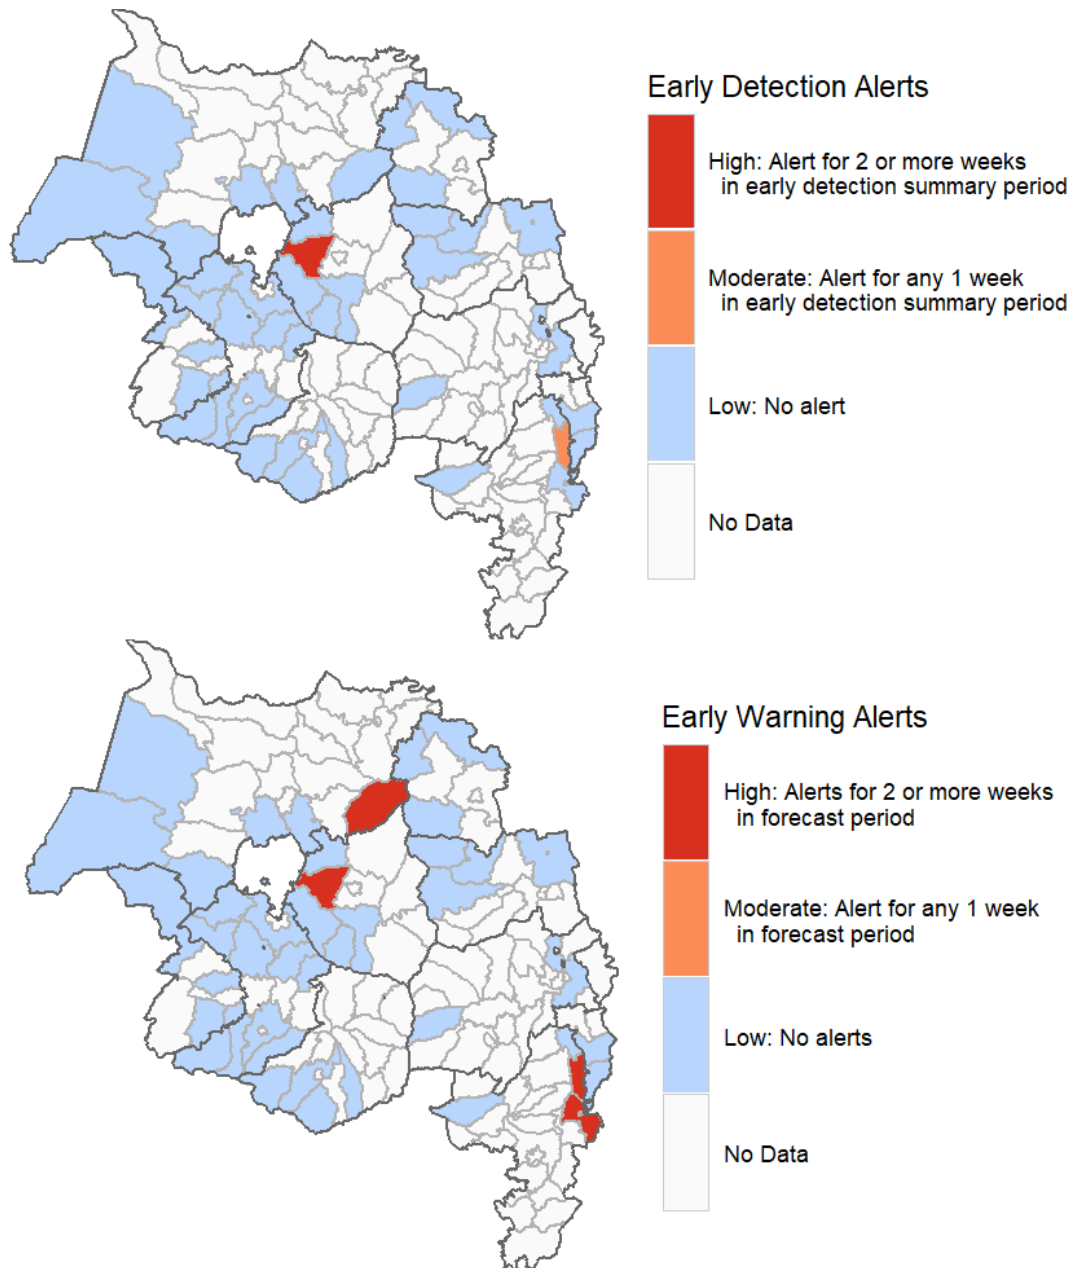 Early Detection Alerts
High: Alert for 2 or more weeks
in early detection summary period
Moderate: Alert for any 1 week
in early detection summary period
Low: No alert
No Data
Early Warning Alerts
High: Alerts for 2 or more weeks
in forecast period
Moderate: Alert for any 1 week
in forecast period
Low: No alerts
No Data